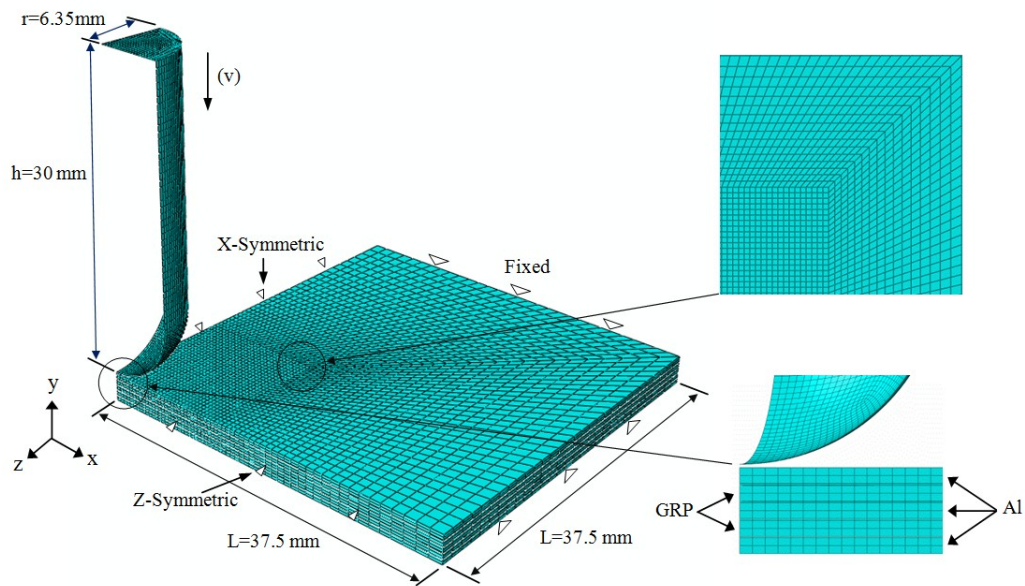 r=6.35mm
(v)
h=30 mm
X-Symmetric
Fixed
y
z
x
Z-Symmetric
L=37.5 mm
L=37.5 mm
GRP
Al